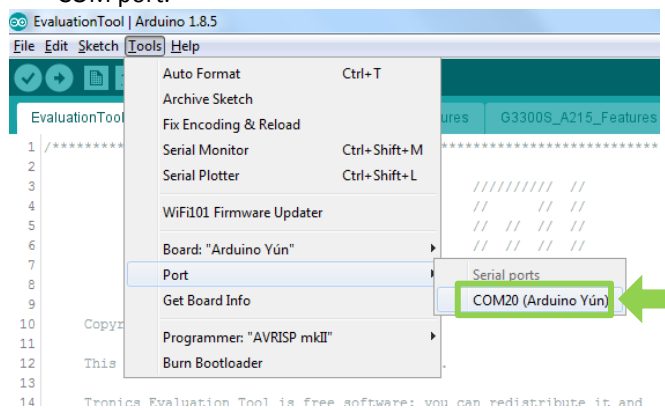 COM port.
EvaluationTool | Arduino 1.8.5
File Edit Sketch Tools Help
Auto Format Ctrl+T
Archive Sketch
EvaluationTool Fix Encoding & Reload ures G3300S_A215_Features
1 /********* ****************************
Serial Monitor Ctrl+Shift+M
2
Serial Plotter Ctrl+Shift+L
3 ////////// //
4 // // //
WiFi101 Firmware Updater
5 // // // //
6 // // // //
Board: "Arduino Yún"
7
Port Serial ports
8
Get Board Info COM20 (Arduino Yún)
9
10 Copyr
Programmer: "AVRISP mkII"
11
12 This Burn Bootloader .
13
14 Tronics Evaluation Tool is free software: you can redistribute it and